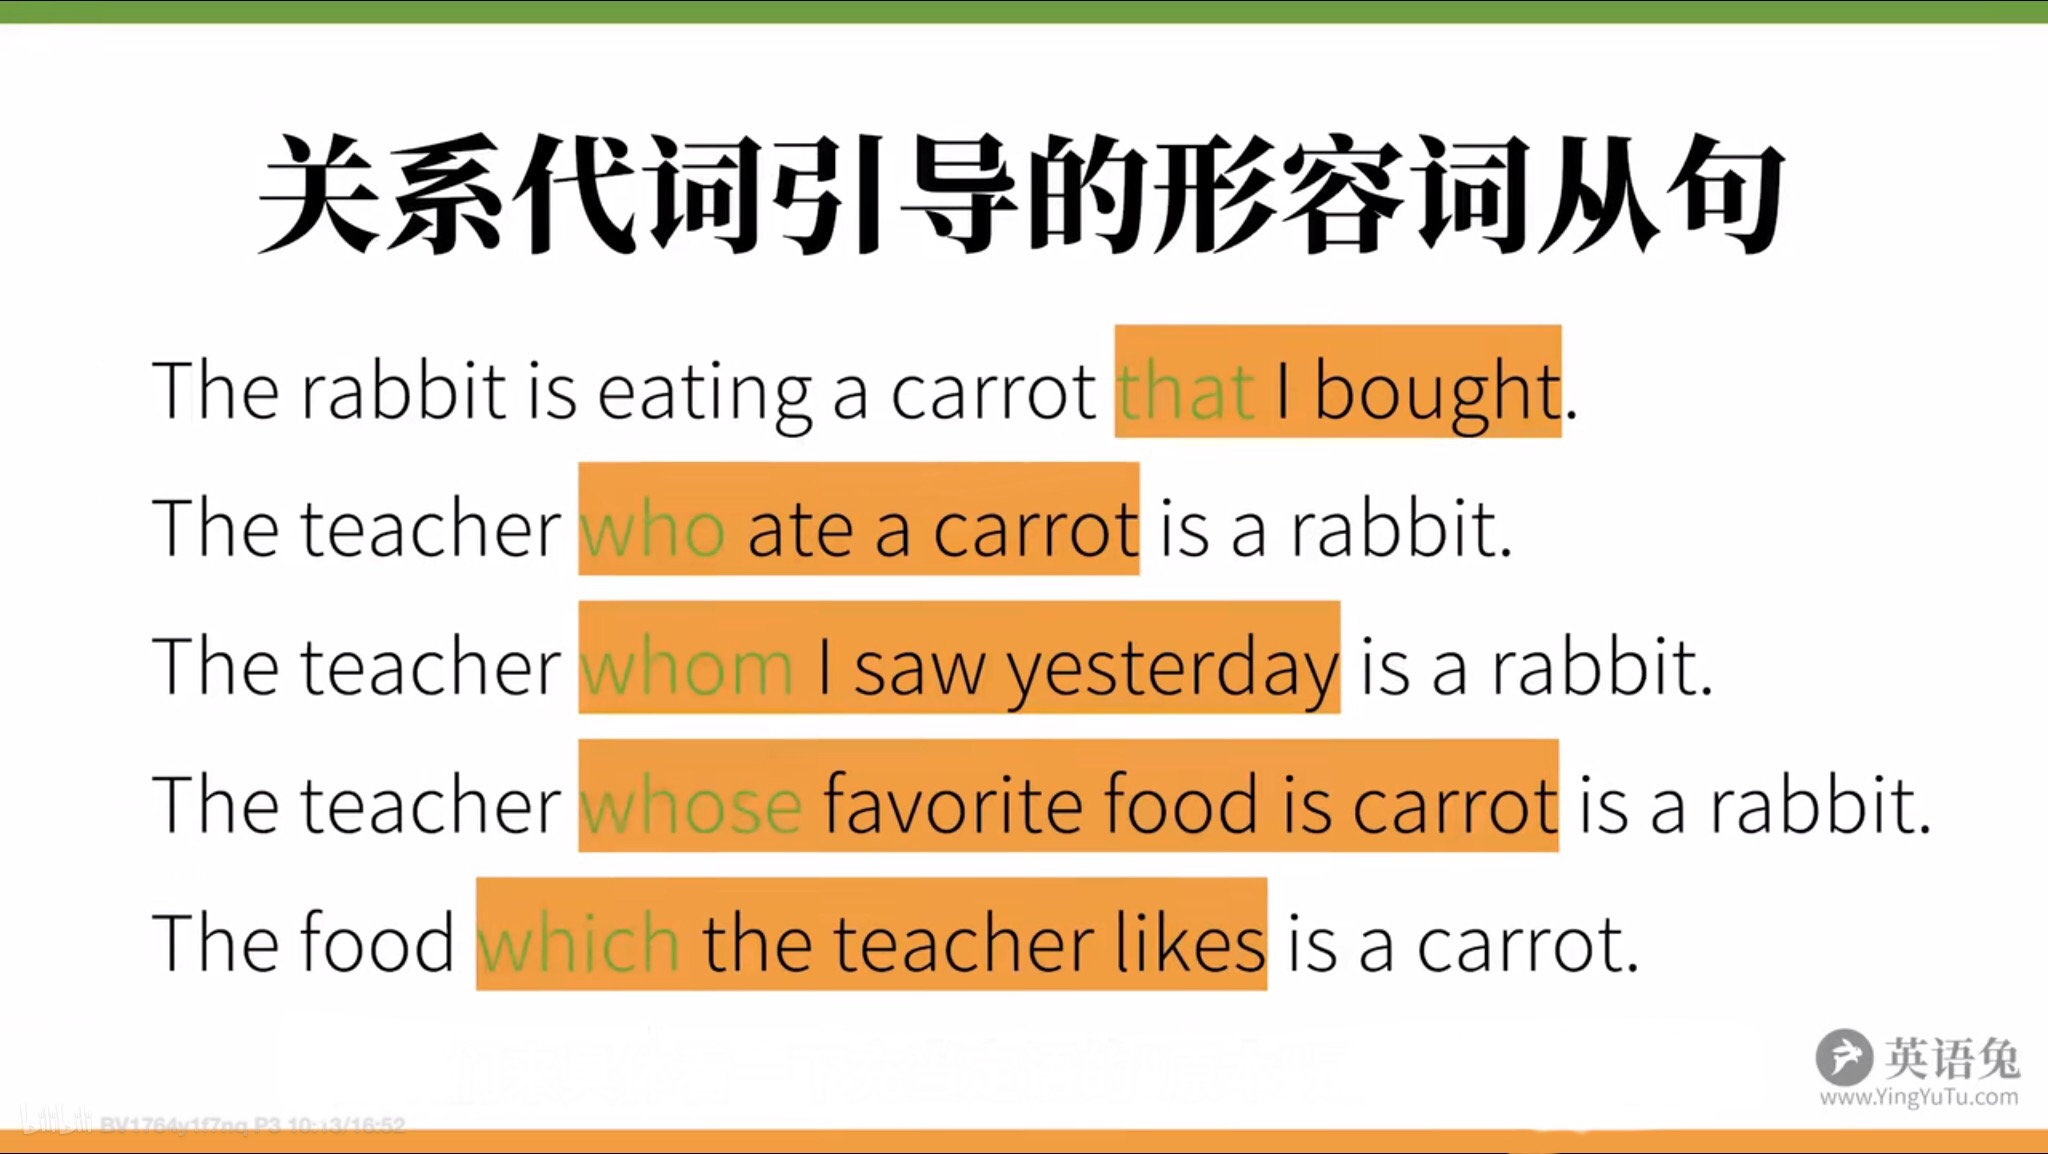 关系代词引导的形容词从句
The rabbit is eating a carrot that I bought.
The teacher who ate a carrot is a rabbit.
The teacher whom I saw yesterday is a rabbit.
The teacher whose favorite food is carrot is a rabbit.
The food which the teacher likes is a carrot.
英语兔
www.YingYuTu.com
bilibili BV1764y1f7nq P3 10:13/16:52